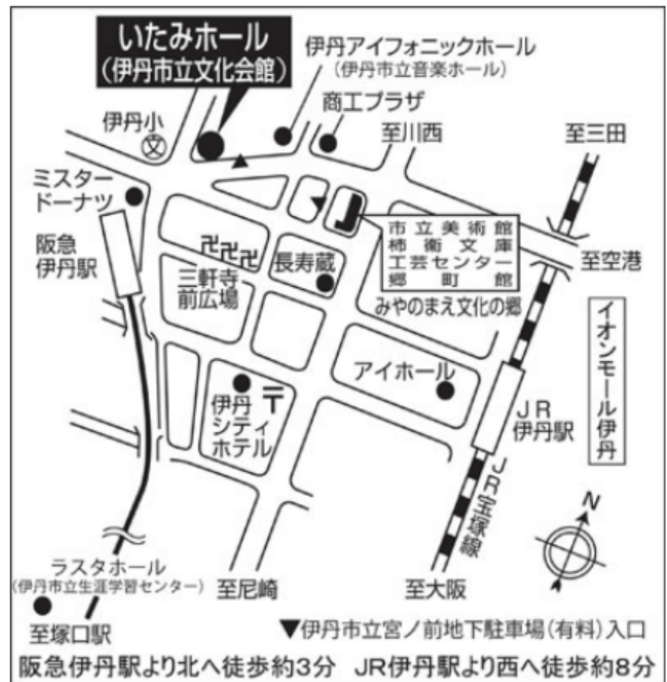 いたみホール
(伊丹市立文化会館)
伊丹アイフォニックホール
(伊丹市立音楽ホール)
商工プラザ
伊丹小
文
至川西
至三田
ミスター
ドーナツ
阪急
伊丹駅
卍卍卍
三軒寺
前広場
長寿蔵
市立美術館
柿衞文庫
工芸センター
郷町館
みやのまえ文化の郷
至空港
イオンモール伊丹
アイホール
伊丹
シティ
ホテル
〒
JR
伊丹駅
JR宝塚線
N
ラスタホール
(伊丹市立生涯学習センター)
至塚口駅
至尼崎
至大阪
▼伊丹市立宮ノ前地下駐車場(有料)入口
阪急伊丹駅より北へ徒歩約3分 JR伊丹駅より西へ徒歩約8分